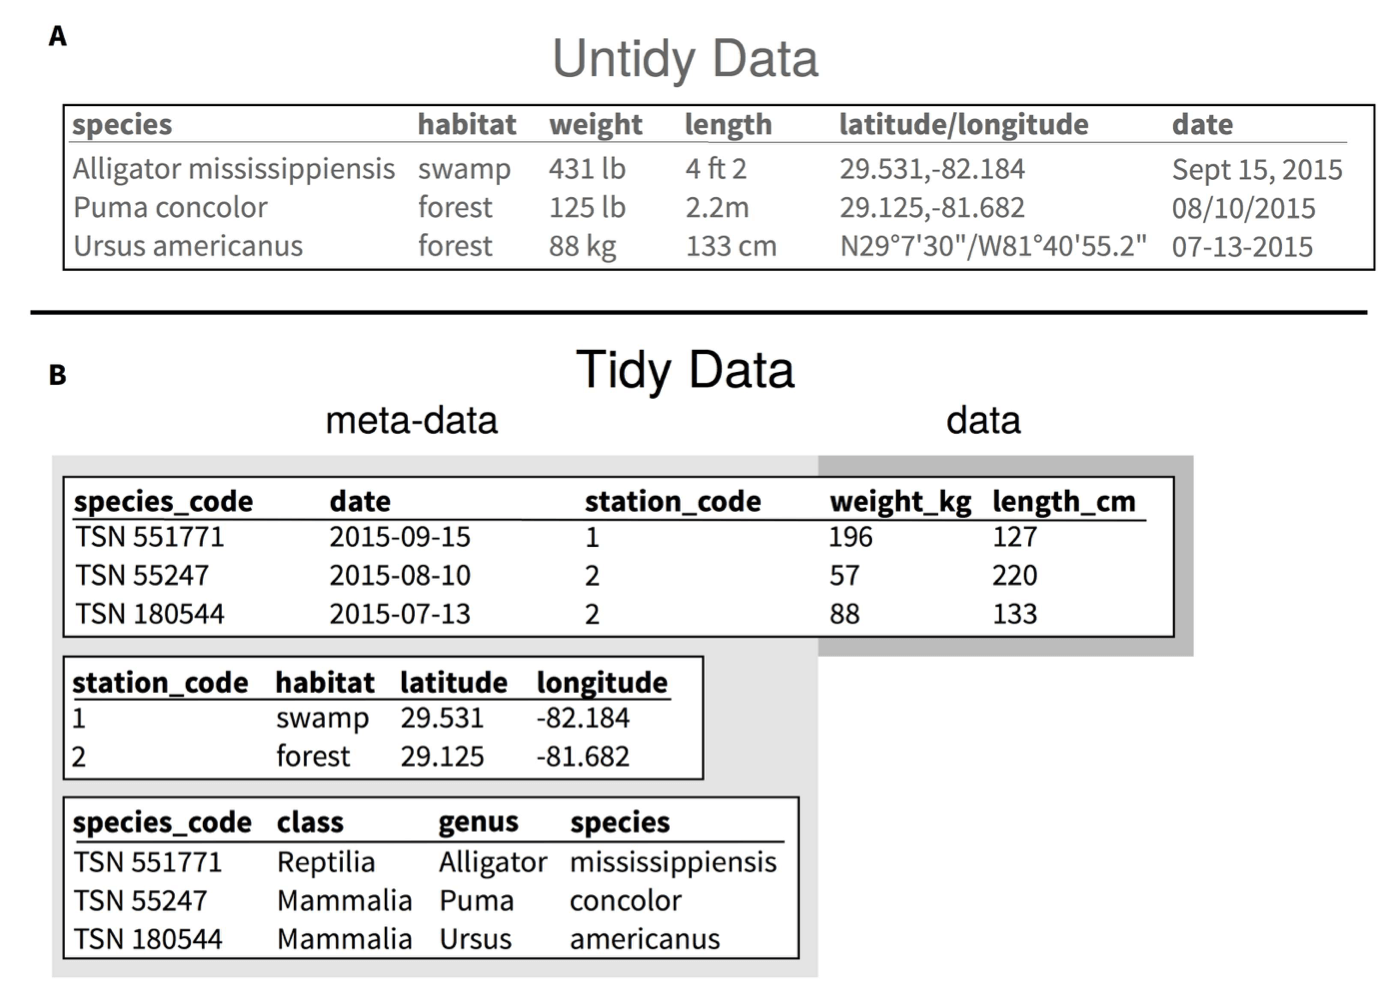 A
Untidy Data
species habitat weight length latitude/longitude date
Alligator mississippiensis swamp 431 lb 4 ft 2 29.531,-82.184 Sept 15, 2015
Puma concolor forest 125 lb 2.2m 29.125,-81.682 08/10/2015
Ursus americanus forest 88 kg 133 cm N29°7'30"/W81°40'55.2" 07-13-2015
B
Tidy Data
meta-data data
species_code date station_code weight_kg length_cm
TSN 551771 2015-09-15 1 196 127
TSN 55247 2015-08-10 2 57 220
TSN 180544 2015-07-13 2 88 133
station_code habitat latitude longitude
1 swamp 29.531 -82.184
2 forest 29.125 -81.682
species_code class genus species
TSN 551771 Reptilia Alligator mississippiensis
TSN 55247 Mammalia Puma concolor
TSN 180544 Mammalia Ursus americanus